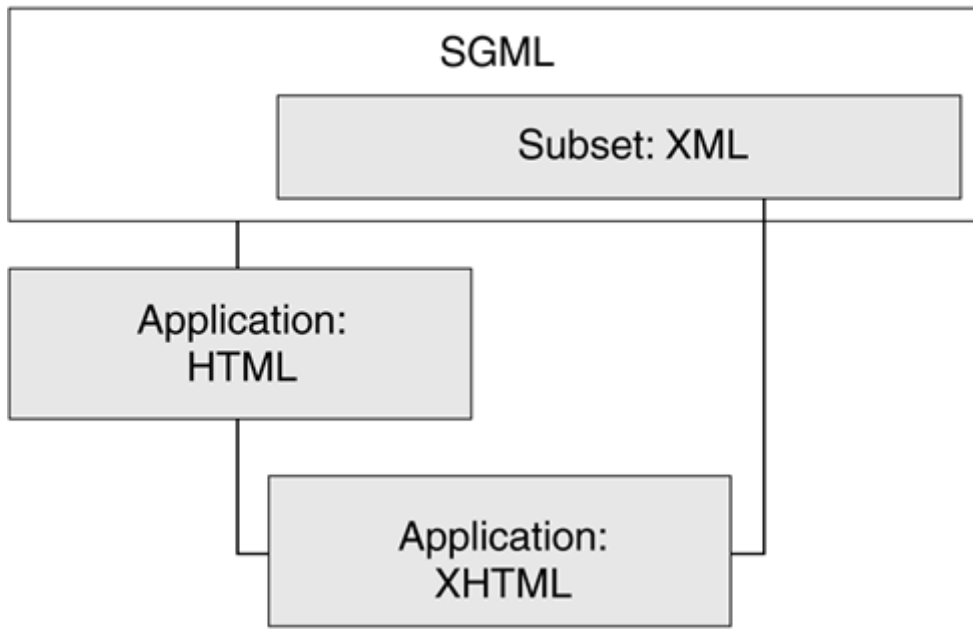 SGML
Subset: XML
Application:
HTML
Application:
XHTML